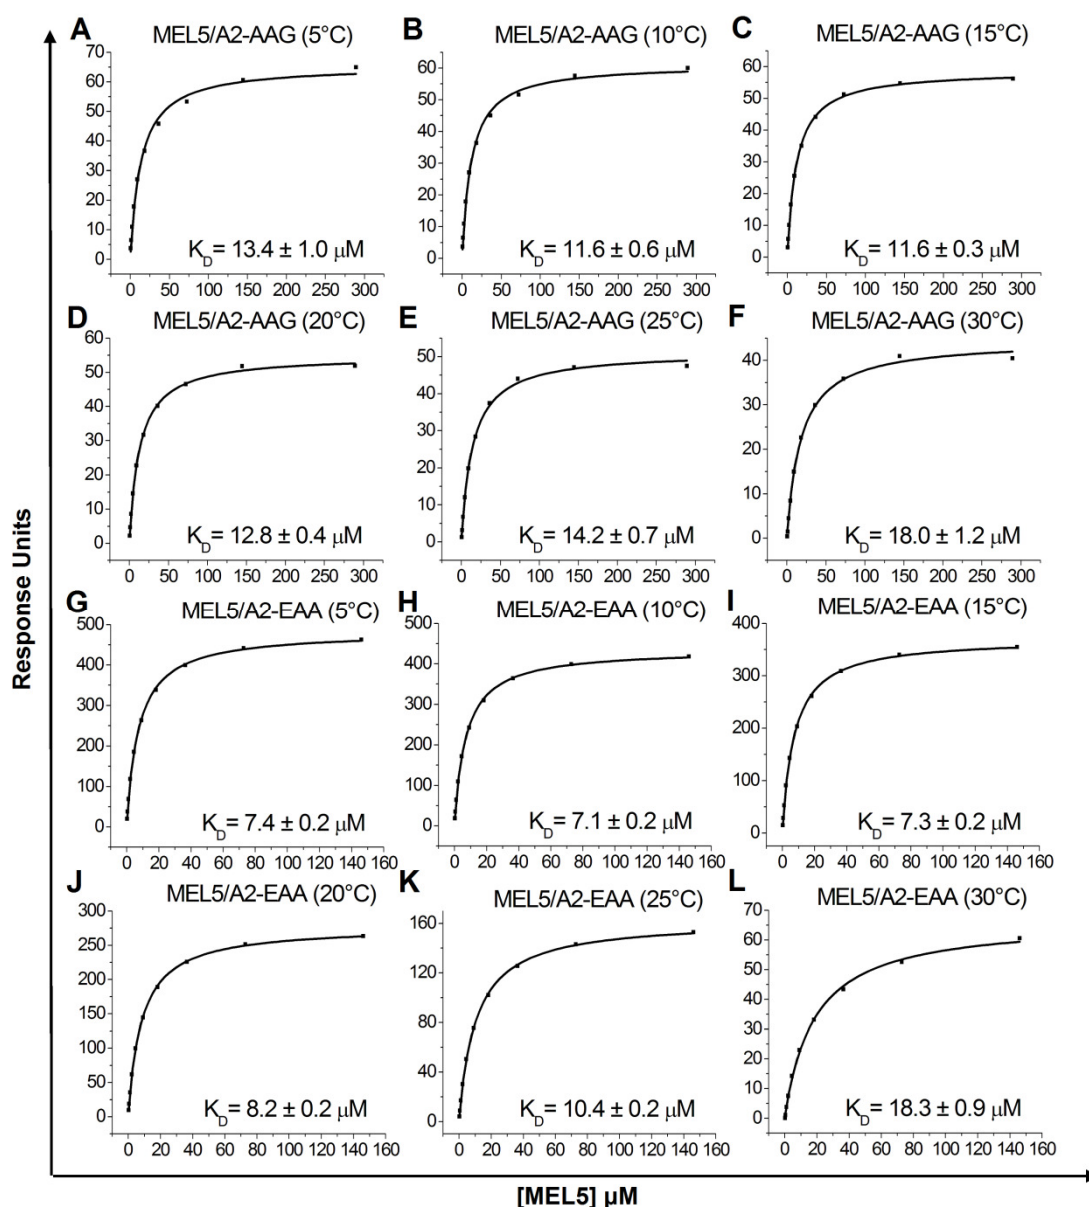 Response Units
A
MEL5/A2-AAG (5°C)
70
60
50
40
30
20
10
0
K_D = 13.4 ± 1.0 µM
0 50 100 150 200 250 300
B
MEL5/A2-AAG (10°C)
70
60
50
40
30
20
10
0
K_D = 11.6 ± 0.6 µM
0 50 100 150 200 250 300
C
MEL5/A2-AAG (15°C)
70
60
50
40
30
20
10
0
K_D = 11.6 ± 0.3 µM
0 50 100 150 200 250 300
D
MEL5/A2-AAG (20°C)
60
50
40
30
20
10
0
K_D = 12.8 ± 0.4 µM
0 50 100 150 200 250 300
E
MEL5/A2-AAG (25°C)
50
40
30
20
10
0
K_D = 14.2 ± 0.7 µM
0 50 100 150 200 250 300
F
MEL5/A2-AAG (30°C)
40
30
20
10
0
K_D = 18.0 ± 1.2 µM
0 50 100 150 200 250 300
G
MEL5/A2-EAA (5°C)
500
400
300
200
100
0
K_D = 7.4 ± 0.2 µM
0 20 40 60 80 100 120 140 160
H
MEL5/A2-EAA (10°C)
500
400
300
200
100
0
K_D = 7.1 ± 0.2 µM
0 20 40 60 80 100 120 140 160
I
MEL5/A2-EAA (15°C)
400
300
200
100
0
K_D = 7.3 ± 0.2 µM
0 20 40 60 80 100 120 140 160
J
MEL5/A2-EAA (20°C)
300
250
200
150
100
50
0
K_D = 8.2 ± 0.2 µM
0 20 40 60 80 100 120 140 160
K
MEL5/A2-EAA (25°C)
160
120
80
40
0
K_D = 10.4 ± 0.2 µM
0 20 40 60 80 100 120 140 160
L
MEL5/A2-EAA (30°C)
70
60
50
40
30
20
10
0
K_D = 18.3 ± 0.9 µM
0 20 40 60 80 100 120 140 160
[MEL5] µM